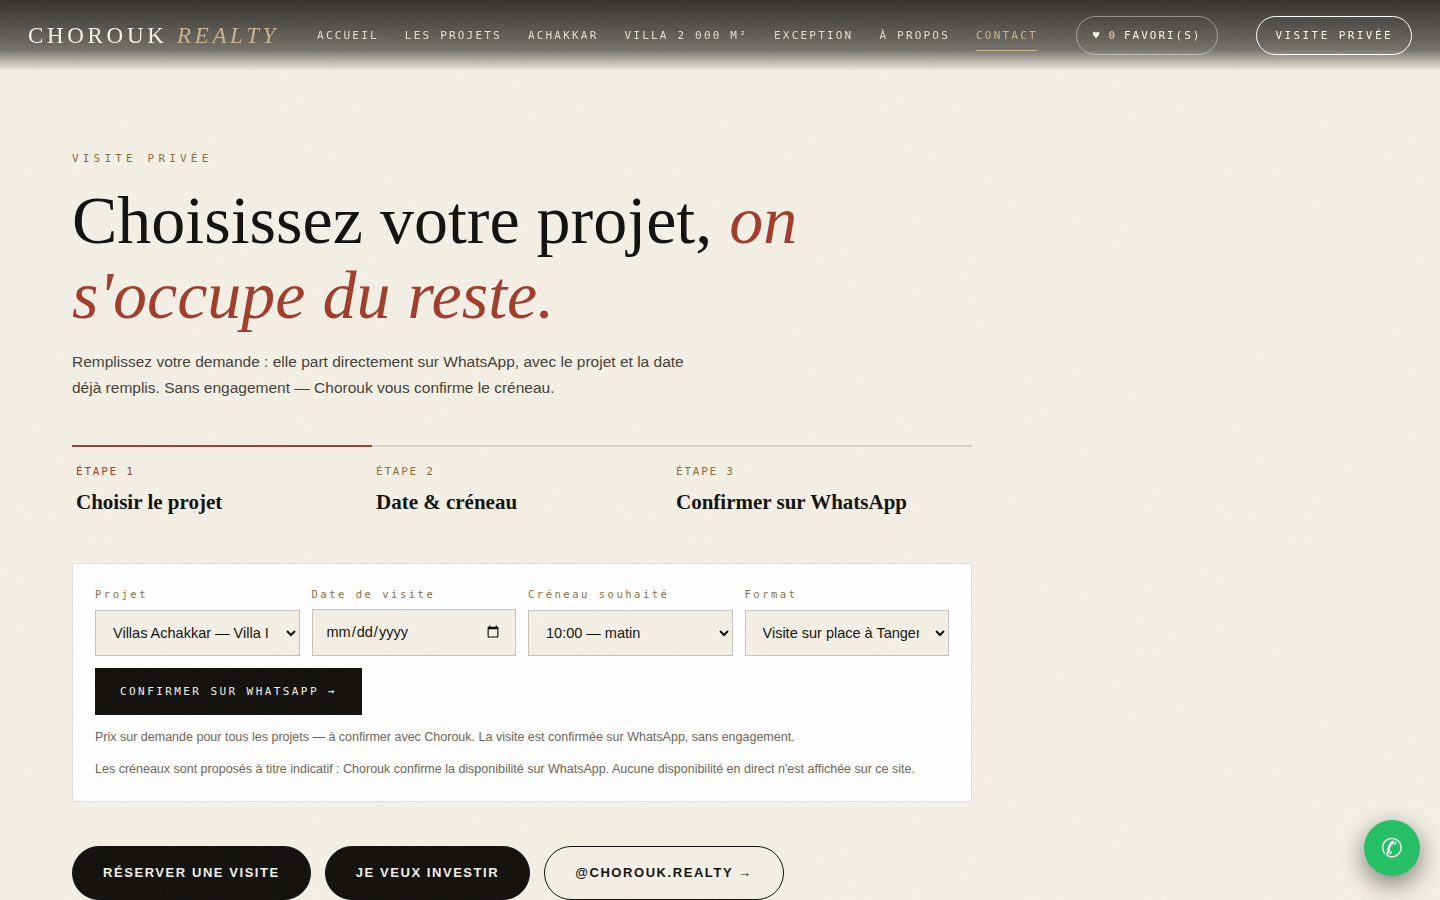 CHOROUK REALTY ACCUEIL LES PROJETS ACHAKKAR VILLA 2 000 M² EXCEPTION À PROPOS CONTACT ♥ 0 FAVORI(S) VISITE PRIVÉE
VISITE PRIVÉE
Choisissez votre projet, on
s'occupe du reste.
Remplissez votre demande : elle part directement sur WhatsApp, avec le projet et la date
déjà remplis. Sans engagement — Chorouk vous confirme le créneau.
ÉTAPE 1 ÉTAPE 2 ÉTAPE 3
Choisir le projet Date & créneau Confirmer sur WhatsApp
Projet Date de visite Créneau souhaité Format
Villas Achakkar — Villa I mm/dd/yyyy 10:00 — matin Visite sur place à Tanger
CONFIRMER SUR WHATSAPP →
Prix sur demande pour tous les projets — à confirmer avec Chorouk. La visite est confirmée sur WhatsApp, sans engagement.
Les créneaux sont proposés à titre indicatif : Chorouk confirme la disponibilité sur WhatsApp. Aucune disponibilité en direct n'est affichée sur ce site.
RÉSERVER UNE VISITE JE VEUX INVESTIR @CHOROUK.REALTY →